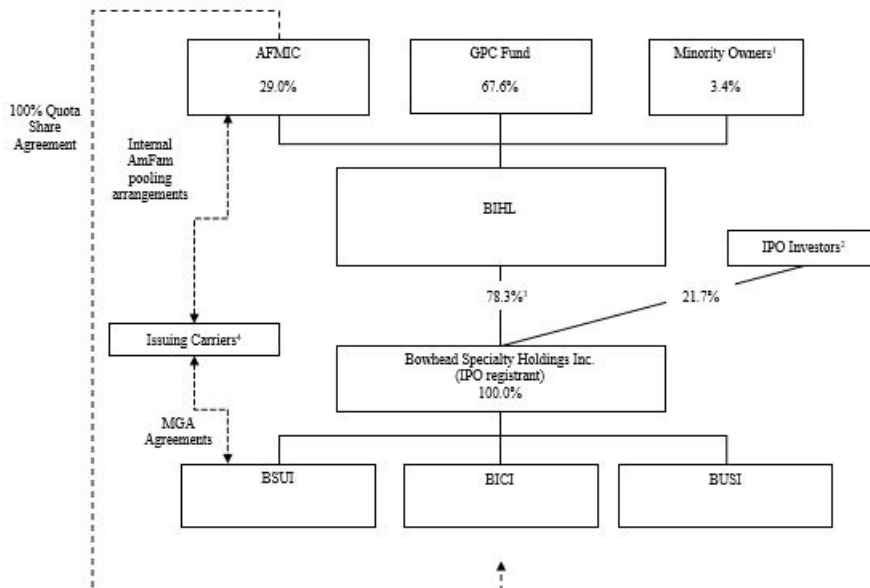 AFMIC
29.0%
GPC Fund
67.6%
Minority Owners¹
3.4%
100% Quota
Share
Agreement
Internal
AmFam
pooling
arrangements
BIHL
IPO Investors²
78.3%³
21.7%
Issuing Carriers⁴
Bowhead Specialty Holdings Inc.
(IPO registrant)
100.0%
MGA
Agreements
BSUI
BICI
BUSI